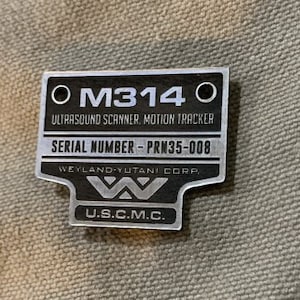 M314
ULTRASOUND SCANNER. MOTION TRACKER
SERIAL NUMBER - PRN35-008
WEYLAND-YUTANI CORP.
U.S.C.M.C.